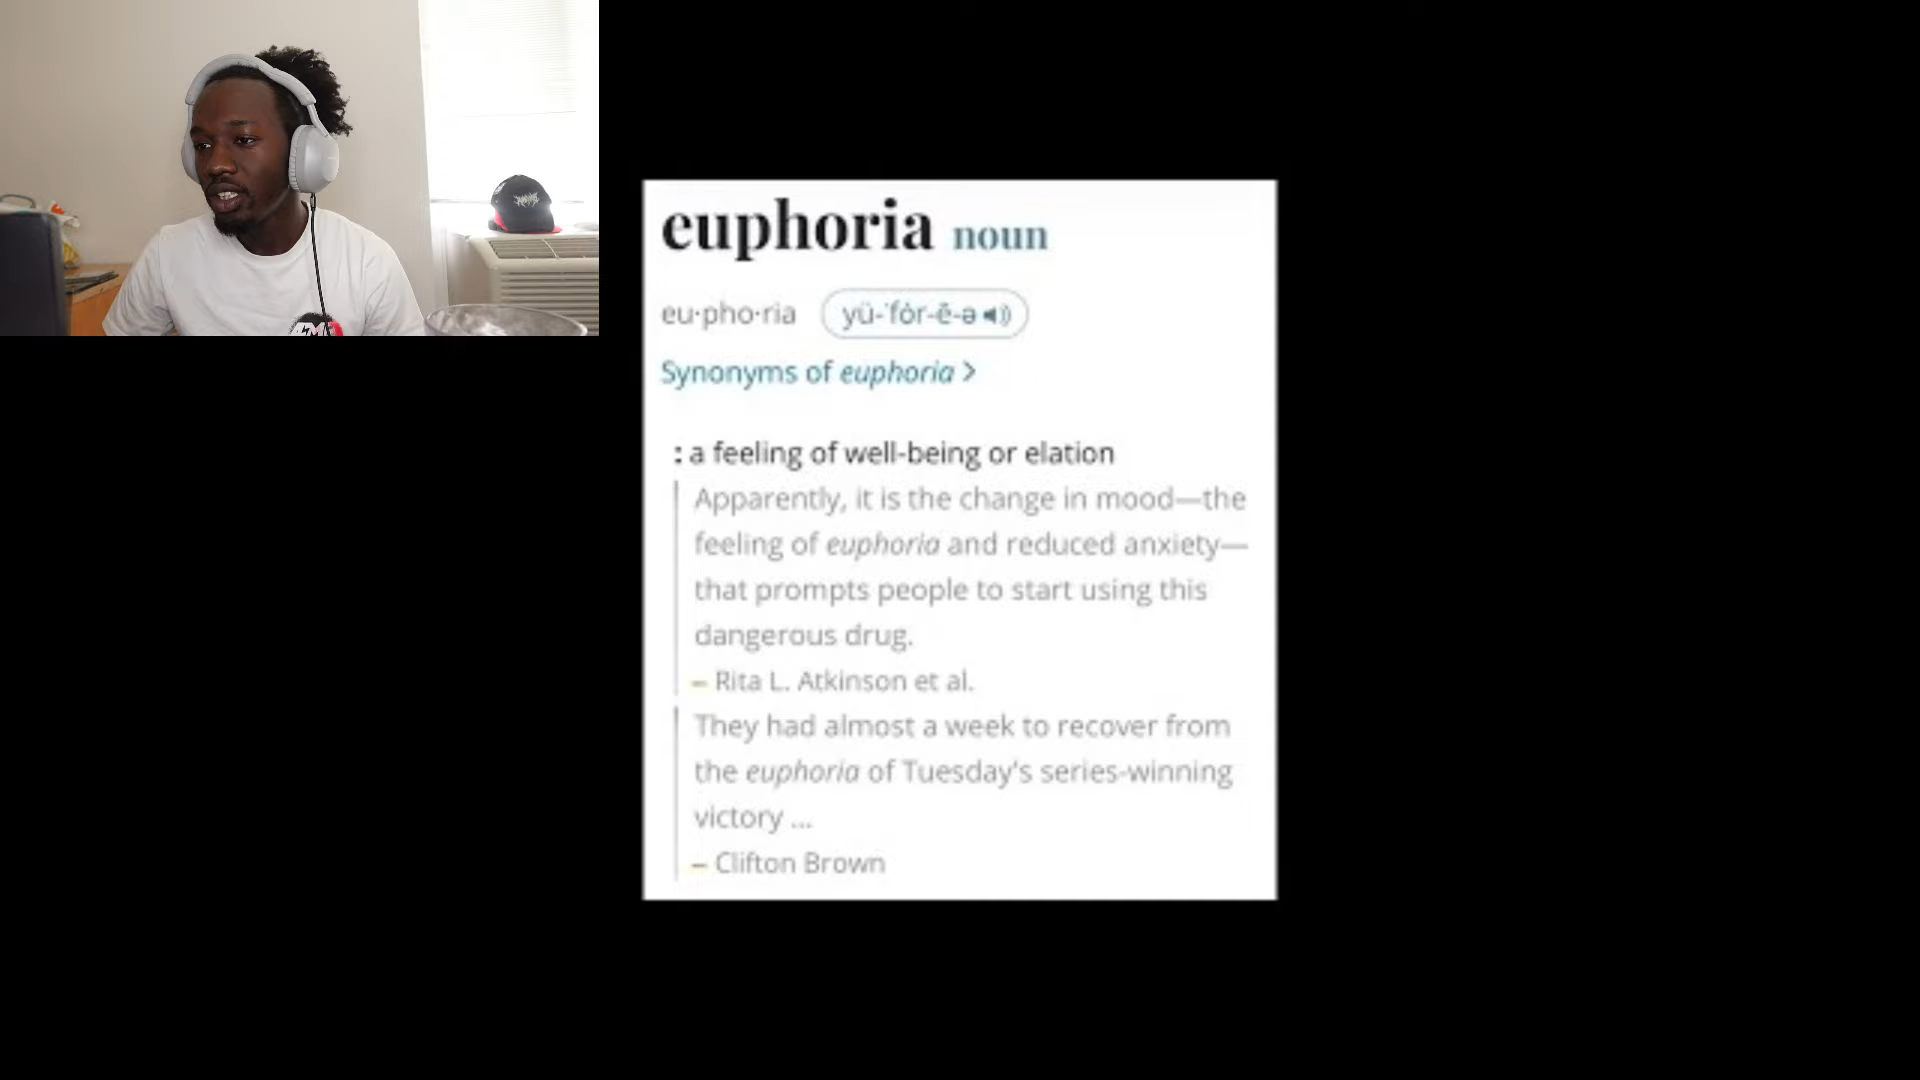 euphoria noun
eu·pho·ria yü-ˈfȯr-ē-ə
Synonyms of euphoria >
: a feeling of well-being or elation
Apparently, it is the change in mood—the
feeling of euphoria and reduced anxiety—
that prompts people to start using this
dangerous drug.
– Rita L. Atkinson et al.
They had almost a week to recover from
the euphoria of Tuesday's series-winning
victory ...
– Clifton Brown